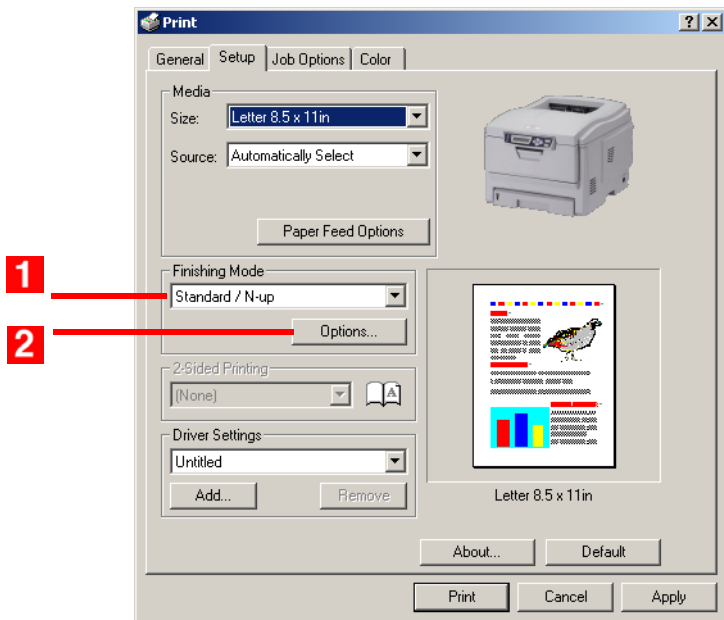 Print
General Setup Job Options Color
Media
Size: Letter 8.5 x 11in
Source: Automatically Select
Paper Feed Options
1
Finishing Mode
Standard / N-up
2
Options...
2-Sided Printing
(None)
A
Driver Settings
Untitled
Add... Remove
Letter 8.5 x 11in
About... Default
Print Cancel Apply